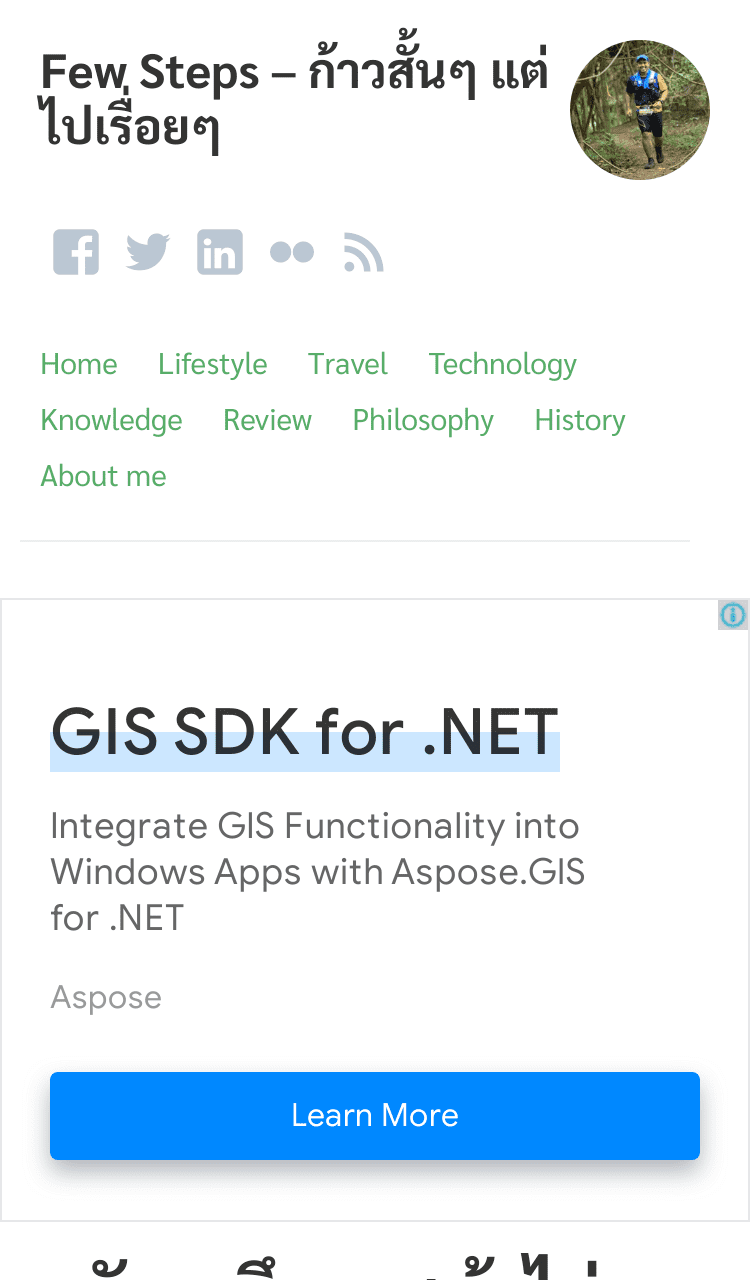 Few Steps – ก้าวสั้นๆ แต่
ไปเรื่อยๆ
Home Lifestyle Travel Technology
Knowledge Review Philosophy History
About me
GIS SDK for .NET
Integrate GIS Functionality into
Windows Apps with Aspose.GIS
for .NET
Aspose
Learn More